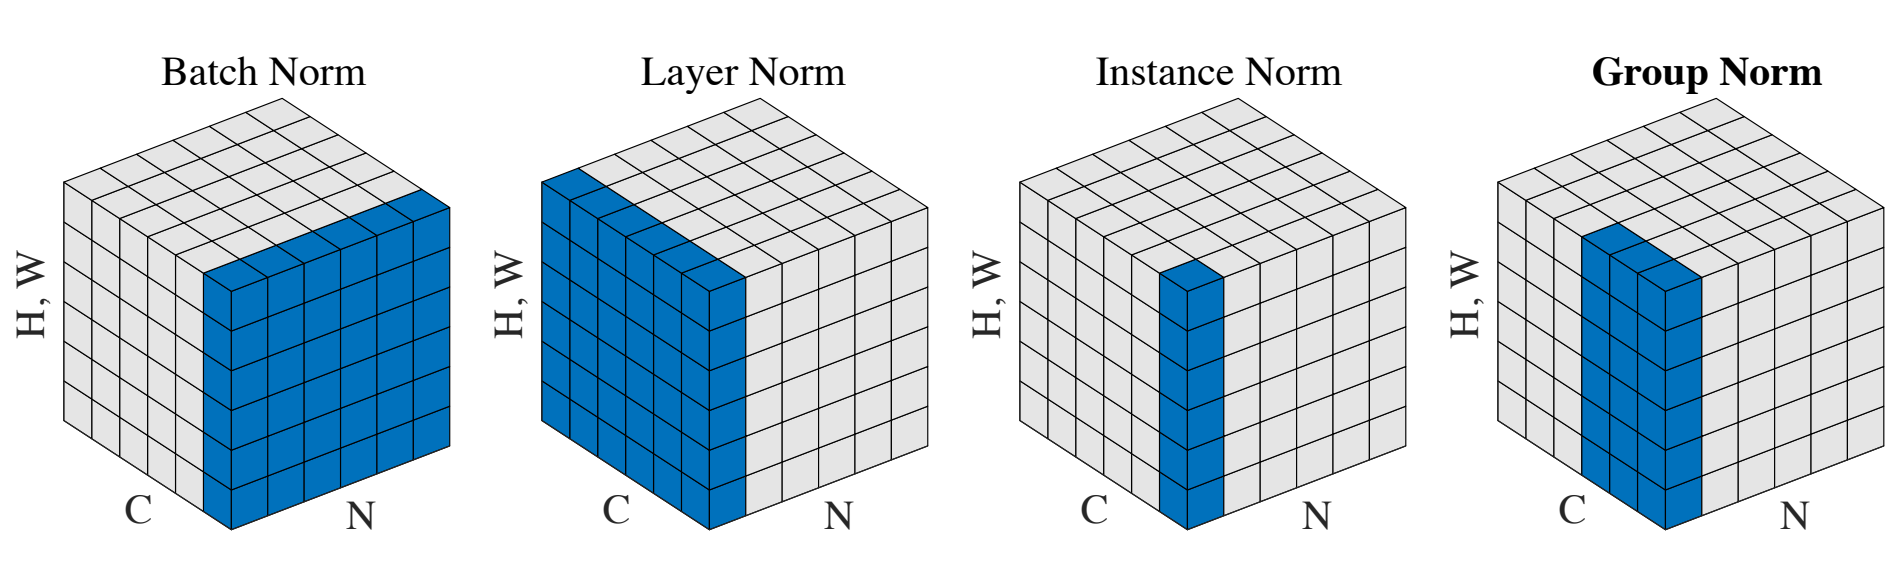 Batch Norm
Layer Norm
Instance Norm
Group Norm
H, W
C
N
H, W
C
N
H, W
C
N
H, W
C
N